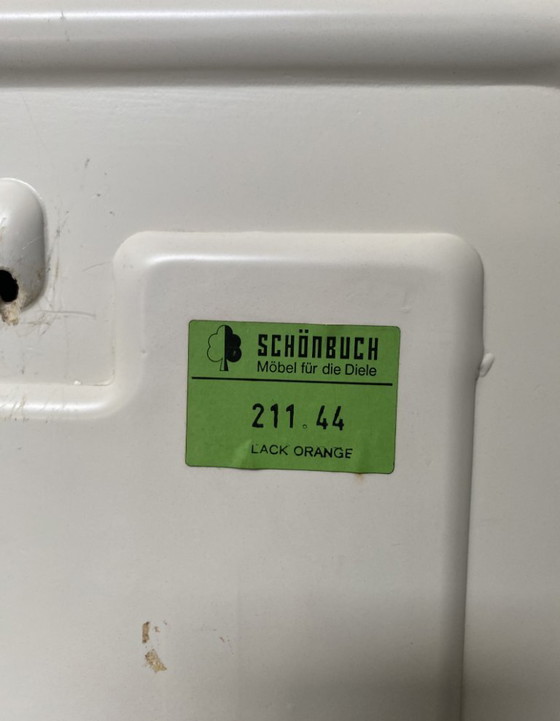 SCHÖNBUCH
Möbel für die Diele
211.44
LACK ORANGE